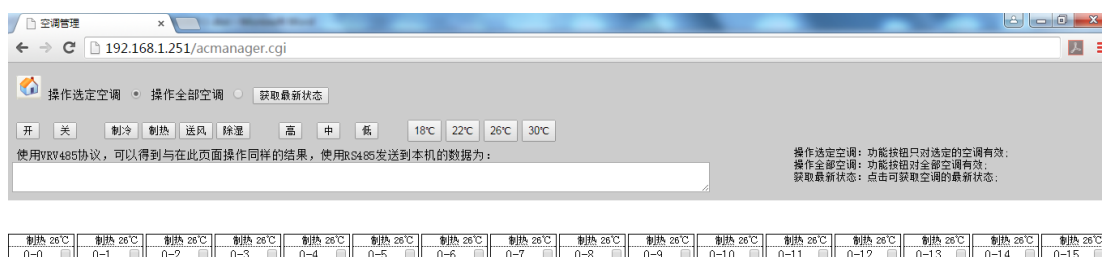 空调管理
192.168.1.251/acmanager.cgi
操作选定空调 操作全部空调 获取最新状态
开 关 制冷 制热 送风 除湿 高 中 低 18℃ 22℃ 26℃ 30℃
使用VRV485协议，可以得到与在此页面操作同样的结果，使用RS485发送到本机的数据为：
操作选定空调：功能按钮只对选定的空调有效；
操作全部空调：功能按钮对全部空调有效；
获取最新状态：点击可获取空调的最新状态；
制热 26℃ 制热 26℃ 制热 26℃ 制热 26℃ 制热 26℃ 制热 26℃ 制热 26℃ 制热 26℃ 制热 26℃ 制热 26℃ 制热 26℃ 制热 26℃ 制热 26℃ 制热 26℃ 制热 26℃ 制热 26℃
0-0 0-1 0-2 0-3 0-4 0-5 0-6 0-7 0-8 0-9 0-10 0-11 0-12 0-13 0-14 0-15